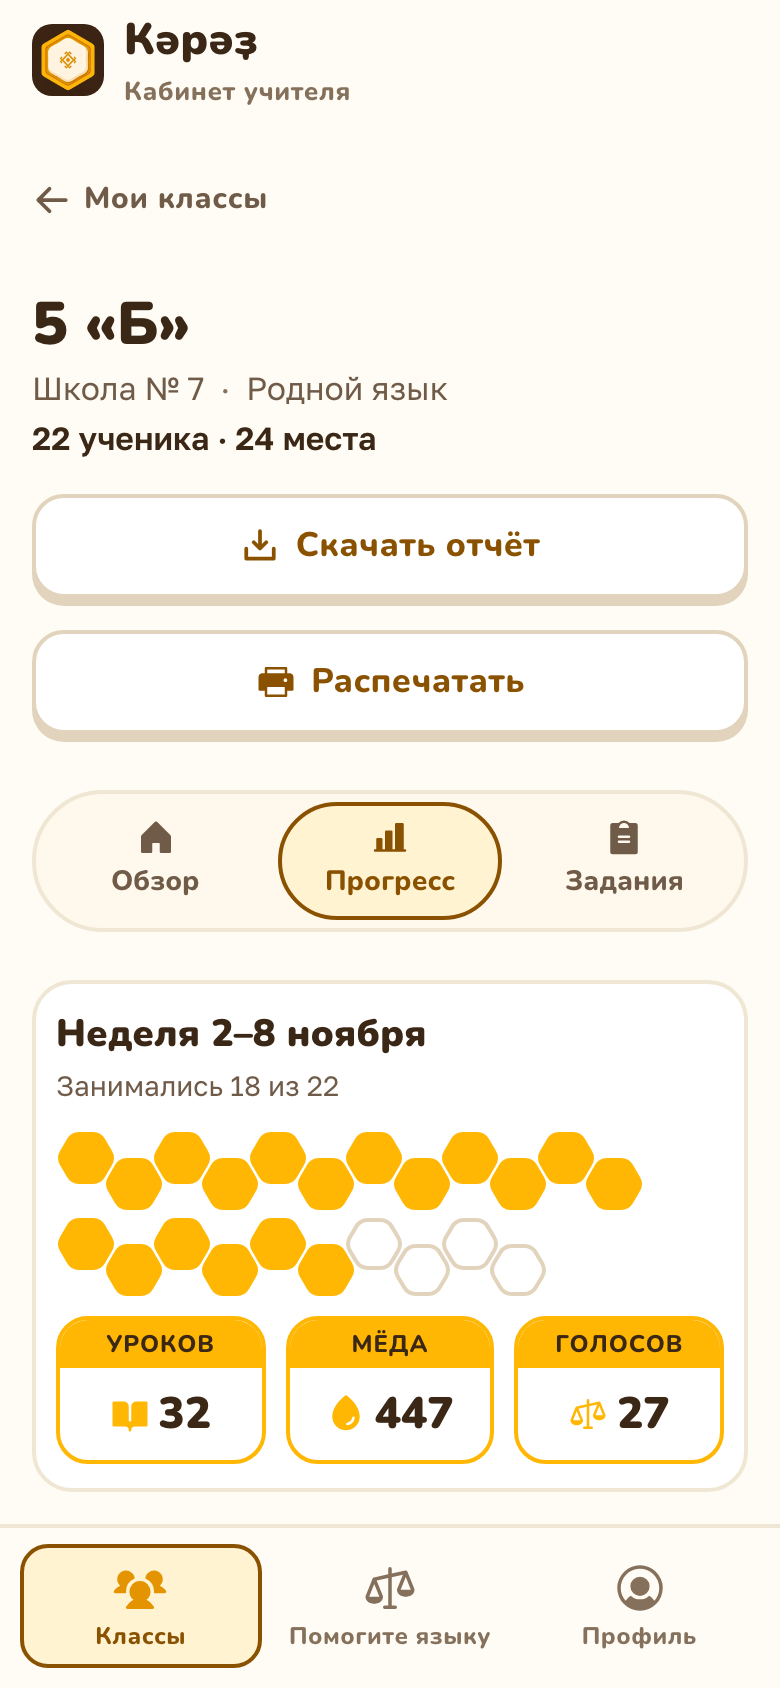 Кәрәҙ
Кабинет учителя
Мои классы
5 «Б»
Школа № 7 · Родной язык
22 ученика · 24 места
Скачать отчёт
Распечатать
Обзор
Прогресс
Задания
Неделя 2–8 ноября
Занимались 18 из 22
УРОКОВ
32
МЁДА
447
ГОЛОСОВ
27
Классы
Помогите языку
Профиль